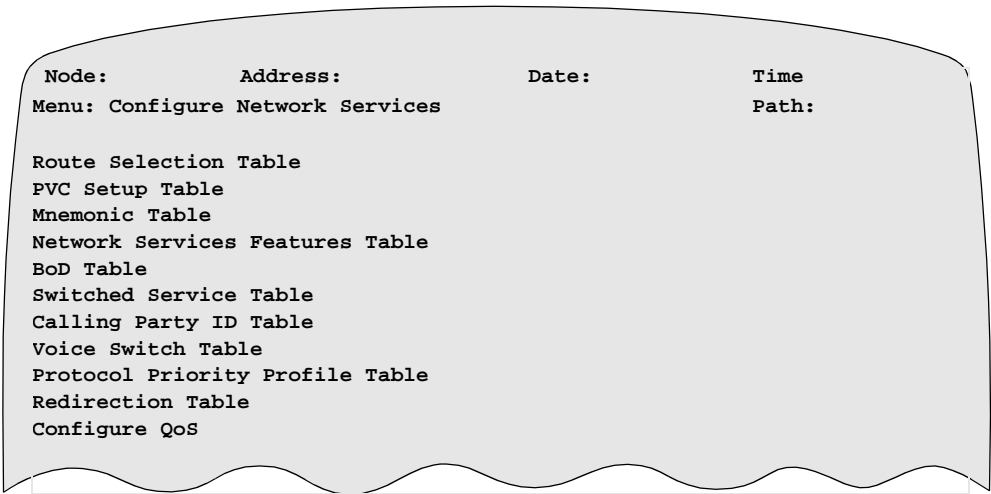 Node: Address: Date: Time
Menu: Configure Network Services Path:
Route Selection Table
PVC Setup Table
Mnemonic Table
Network Services Features Table
BoD Table
Switched Service Table
Calling Party ID Table
Voice Switch Table
Protocol Priority Profile Table
Redirection Table
Configure QoS